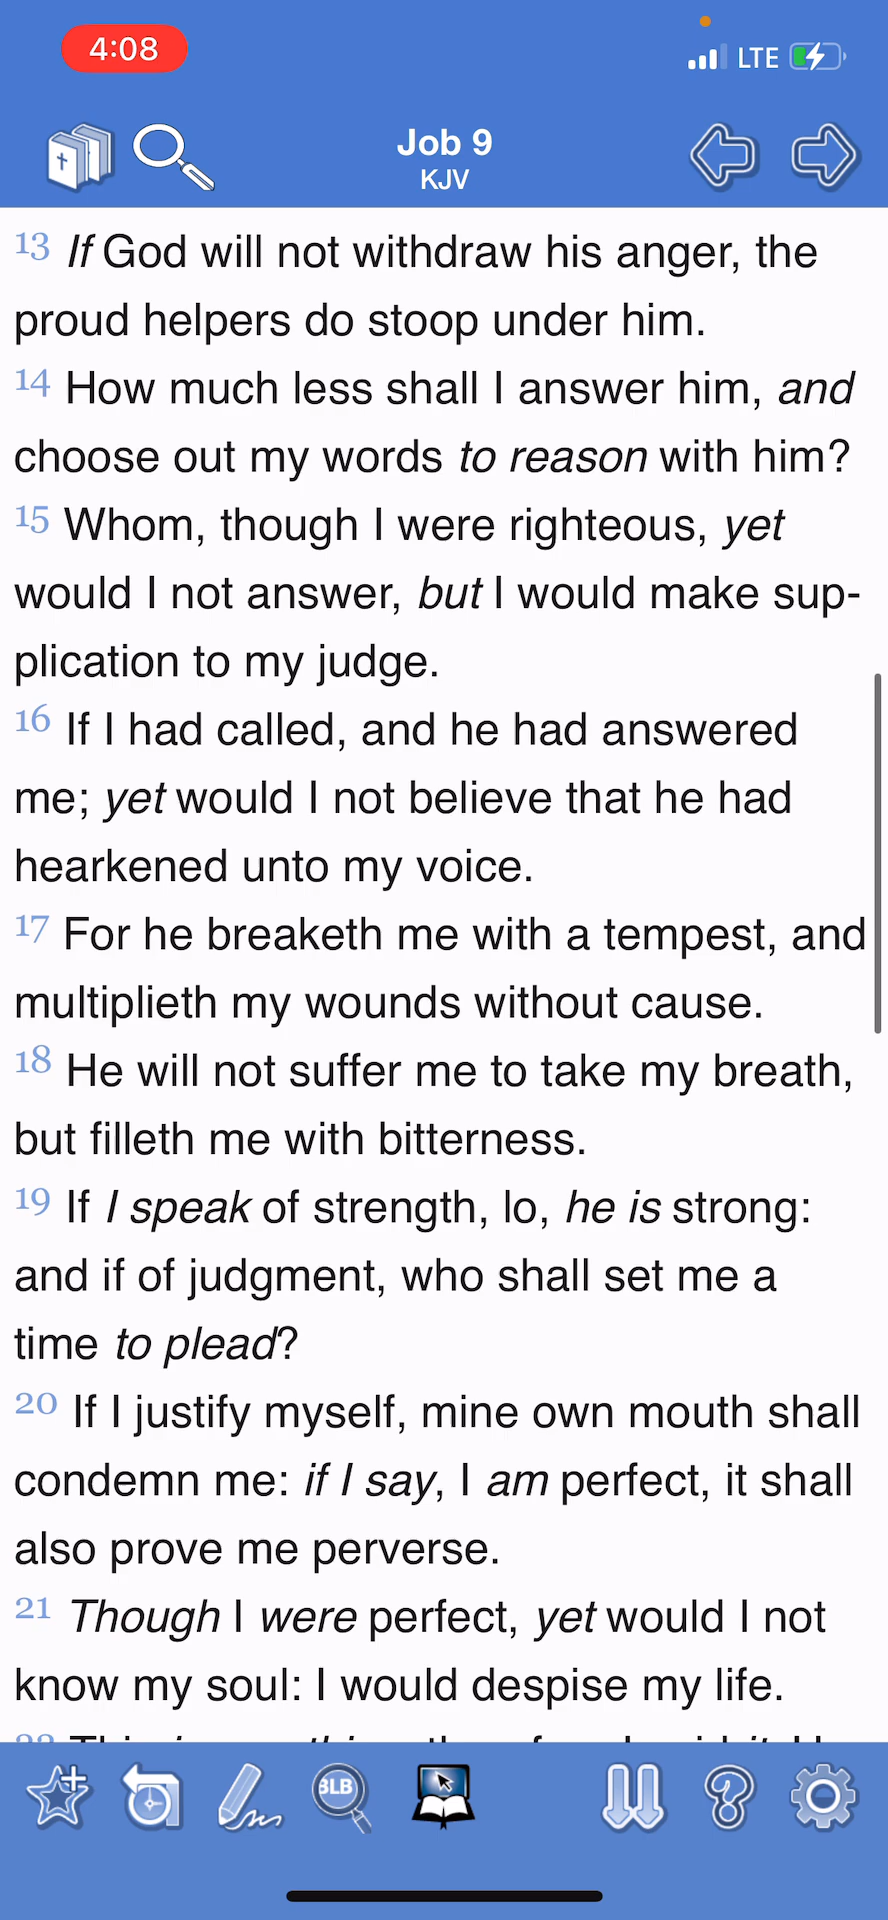 4:08
LTE
Job 9
KJV
13 If God will not withdraw his anger, the
proud helpers do stoop under him.
14 How much less shall I answer him, and
choose out my words to reason with him?
15 Whom, though I were righteous, yet
would I not answer, but I would make sup-
plication to my judge.
16 If I had called, and he had answered
me; yet would I not believe that he had
hearkened unto my voice.
17 For he breaketh me with a tempest, and
multiplieth my wounds without cause.
18 He will not suffer me to take my breath,
but filleth me with bitterness.
19 If I speak of strength, lo, he is strong:
and if of judgment, who shall set me a
time to plead?
20 If I justify myself, mine own mouth shall
condemn me: if I say, I am perfect, it shall
also prove me perverse.
21 Though I were perfect, yet would I not
know my soul: I would despise my life.
BLB